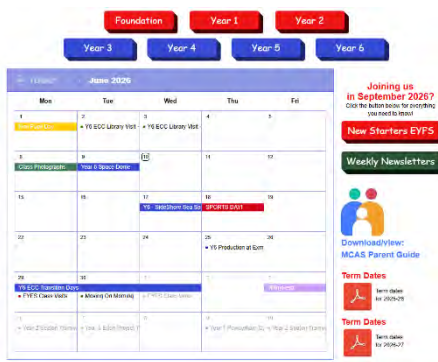 Foundation
Year 1
Year 2
Year 3
Year 4
Year 5
Year 6
June 2026
Mon Tue Wed Thu Fri
Joining us
in September 2026?
Click the button below for everything
you need to know!
New Starters EYFS
Weekly Newsletters
1 2 3 4 5
• Y6 ECC Library Visit
• Y6 ECC Library Visit
8 9 10 11 12
Class Photographs
Year 6 Space Dome
15 16 17 18 19
SPORTS DAY!
22 23 24 25 26
29 30
Y6 ECC Transition Days
• EYFS Class Visits
• Moving On Morning
Download/view:
MCAS Parent Guide
Term Dates
Term dates
for 2025-26
Term Dates
Term dates
for 2026-27